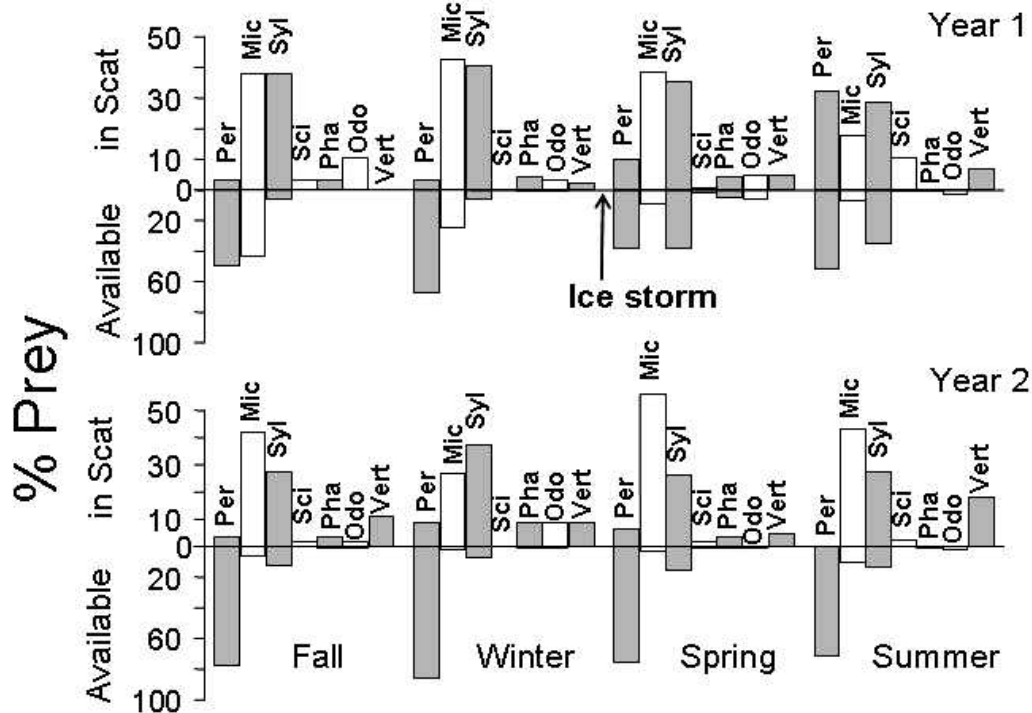 % Prey
in Scat
Available
50
30
10
0
20
60
100
Year 1
Per Mic Syl Sci Pha Odo Vert
Per Mic Syl Sci Pha Odo Vert
Per Mic Syl Sci Pha Odo Vert
Per Mic Syl Sci Pha Odo Vert
Ice storm
in Scat
Available
50
30
10
0
20
60
100
Year 2
Per Mic Syl Sci Pha Odo Vert
Per Mic Syl Sci Pha Odo Vert
Per Mic Syl Sci Pha Odo Vert
Per Mic Syl Sci Pha Odo Vert
Fall Winter Spring Summer